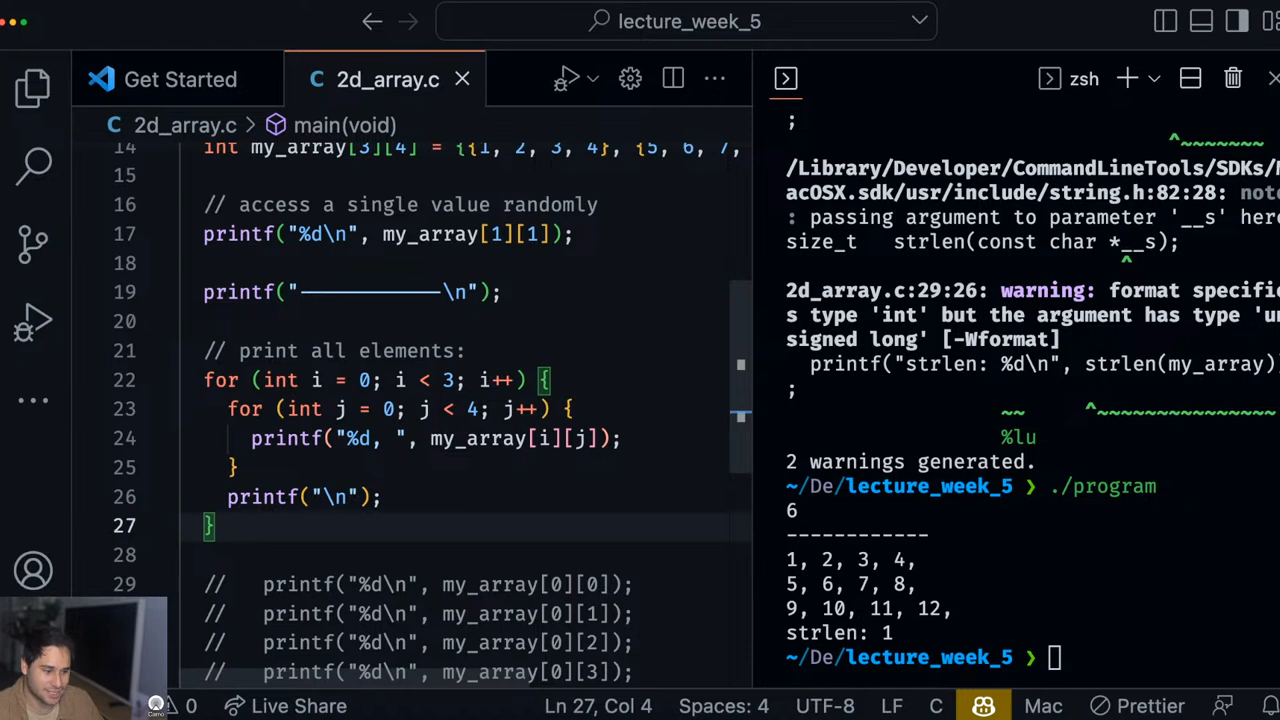 lecture_week_5
Get Started
C 2d_array.c
zsh
C 2d_array.c > main(void)
14 int my_array[3][4] = {{1, 2, 3, 4}, {5, 6, 7,
15
16 // access a single value randomly
17 printf("%d\n", my_array[1][1]);
18
19 printf("------------\n");
20
21 // print all elements:
22 for (int i = 0; i < 3; i++) {
23 for (int j = 0; j < 4; j++) {
24 printf("%d, ", my_array[i][j]);
25 }
26 printf("\n");
27 }
28
29 // printf("%d\n", my_array[0][0]);
// printf("%d\n", my_array[0][1]);
// printf("%d\n", my_array[0][2]);
// printf("%d\n", my_array[0][3]);
;
^~~~~~~~
/Library/Developer/CommandLineTools/SDKs/M
acOSX.sdk/usr/include/string.h:82:28: note
: passing argument to parameter '__s' here
size_t strlen(const char *__s);
^
2d_array.c:29:26: warning: format specifie
s type 'int' but the argument has type 'un
signed long' [-Wformat]
printf("strlen: %d\n", strlen(my_array)
;
~~ ^~~~~~~~~~~~~~~~
%lu
2 warnings generated.
~/De/lecture_week_5 ❯ ./program
6
------------
1, 2, 3, 4,
5, 6, 7, 8,
9, 10, 11, 12,
strlen: 1
~/De/lecture_week_5 ❯
Camo
0
Live Share
Ln 27, Col 4
Spaces: 4
UTF-8
LF
C
Mac
Prettier